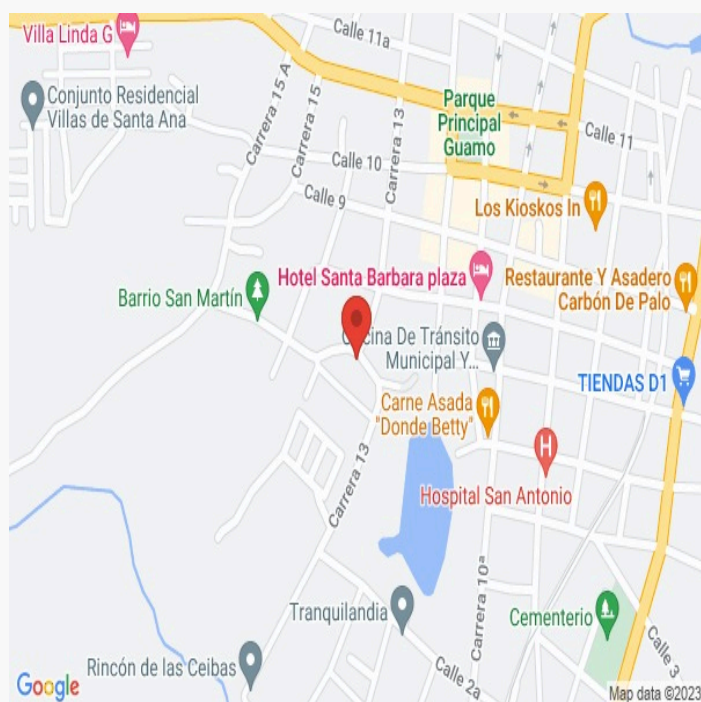 Villa Linda G
Calle 11a
Conjunto Residencial
Villas de Santa Ana
Carrera 15 A
Carrera 15
Carrera 13
Parque
Principal
Guamo
Calle 11
Calle 10
Calle 9
Los Kioskos In
Hotel Santa Barbara plaza
Restaurante Y Asadero
Carbón De Palo
Barrio San Martín
cina De Tránsito
Municipal Y...
TIENDAS D1
Carne Asada
"Donde Betty"
Carrera 13
Hospital San Antonio
Carrera 10ª
Tranquilandia
Cementerio
Calle 3
Rincón de las Ceibas
Calle 2a
Google
Map data ©2023